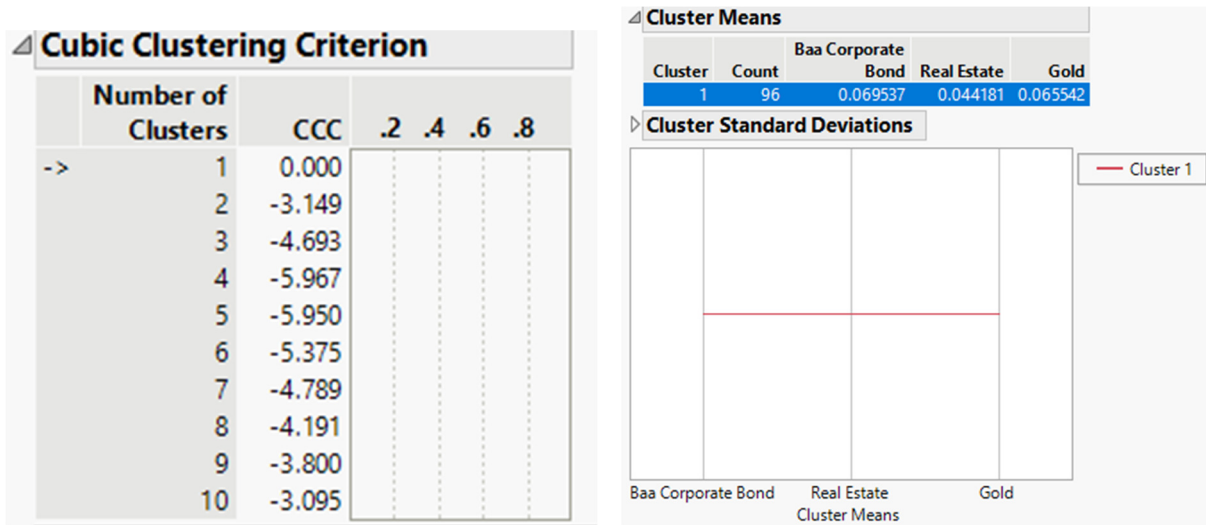 Cubic Clustering Criterion
Number of
Clusters CCC .2 .4 .6 .8
-> 1 0.000
2 -3.149
3 -4.693
4 -5.967
5 -5.950
6 -5.375
7 -4.789
8 -4.191
9 -3.800
10 -3.095
Cluster Means
Baa Corporate
Cluster Count Bond Real Estate Gold
1 96 0.069537 0.044181 0.065542
Cluster Standard Deviations
Cluster 1
Baa Corporate Bond Real Estate Gold
Cluster Means